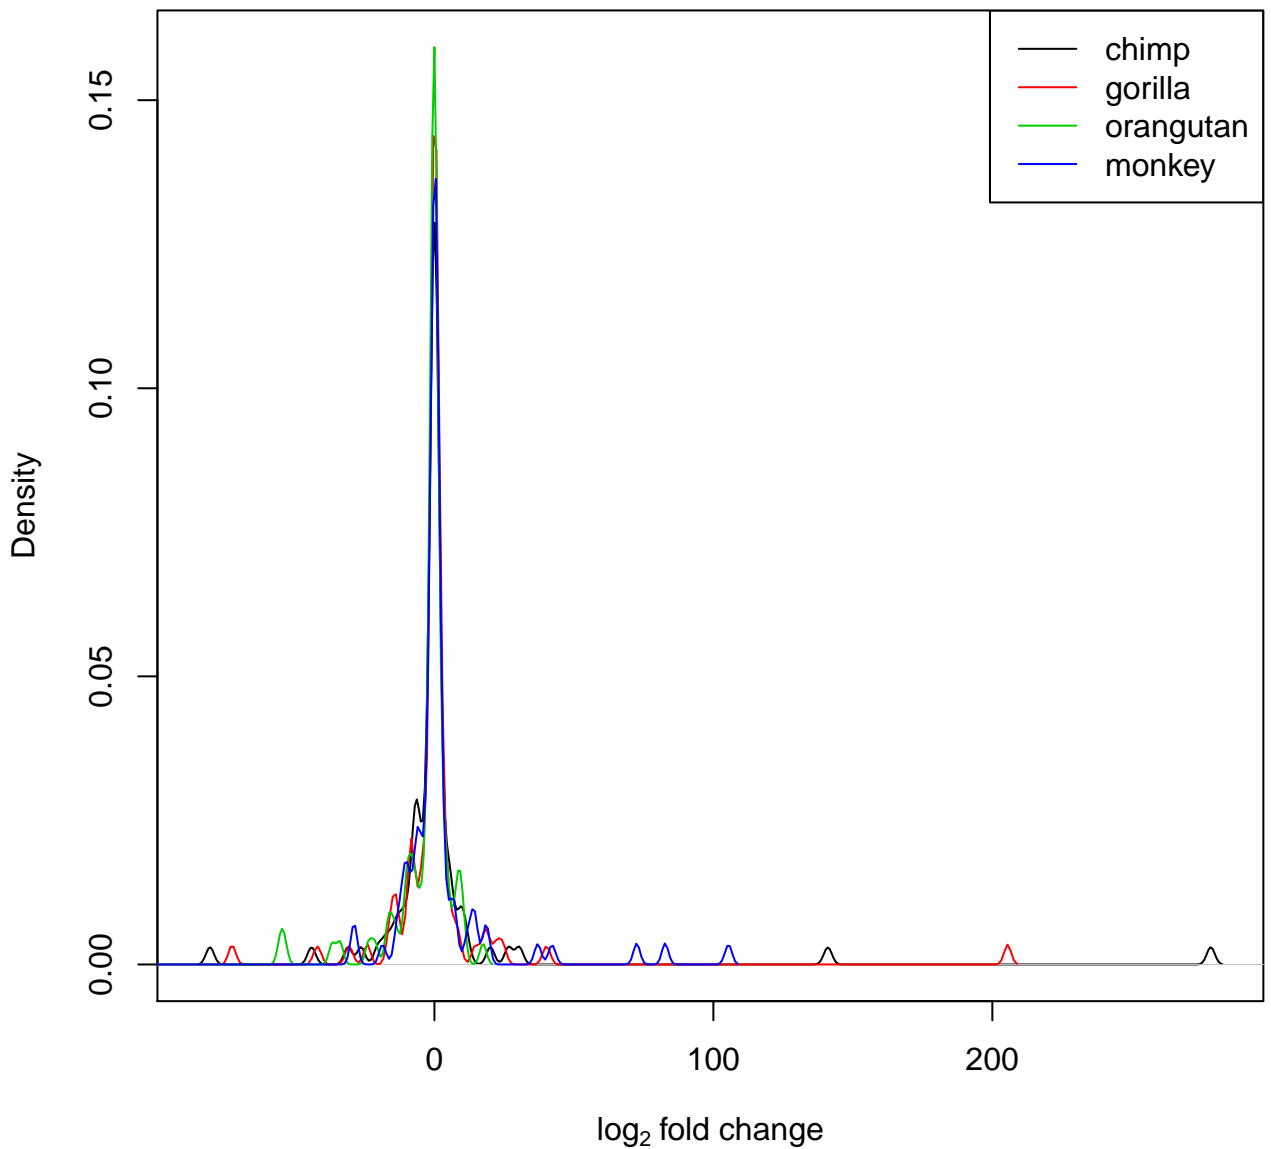 chimp
gorilla
orangutan
monkey
0.15
0.10
0.05
0.00
Density
0
100
200
log₂ fold change